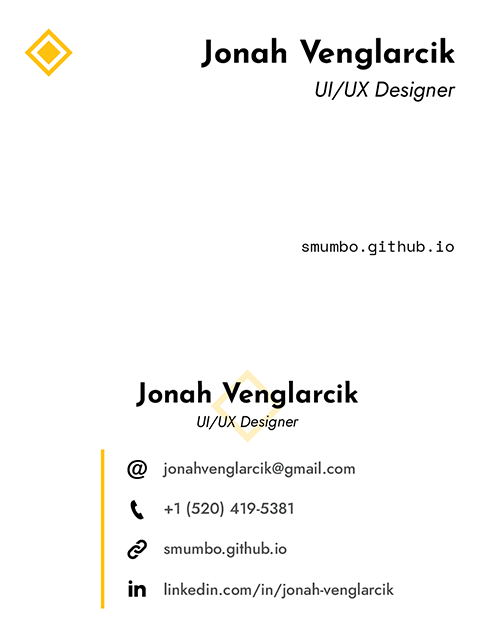 Jonah Venglarcik
UI/UX Designer
smumbo.github.io
Jonah Venglarcik
UI/UX Designer
@ jonahvenglarcik@gmail.com
+1 (520) 419-5381
smumbo.github.io
in linkedin.com/in/jonah-venglarcik